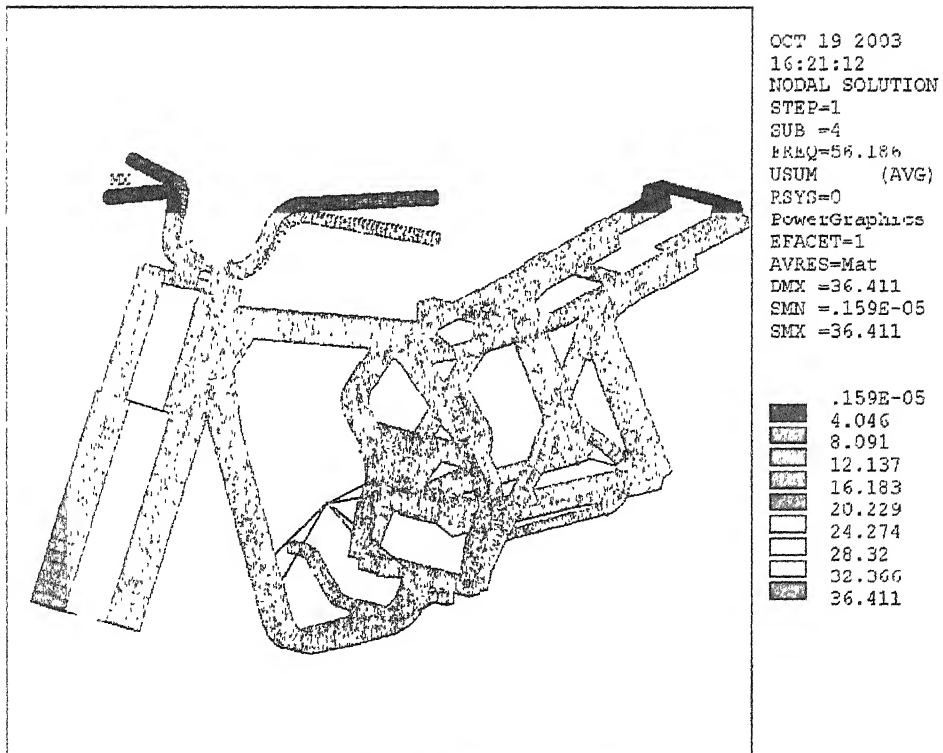 OCT 19 2003
16:21:12
NODAL SOLUTION
STEP=1
SUB =4
FREQ=56.186
USUM (AVG)
RSYS=0
PowerGraphics
EFACET=1
AVRES=Mat
DMX =36.411
SMN =.159E-05
SMX =36.411
MX
.159E-05
4.046
8.091
12.137
16.183
20.229
24.274
28.32
32.366
36.411